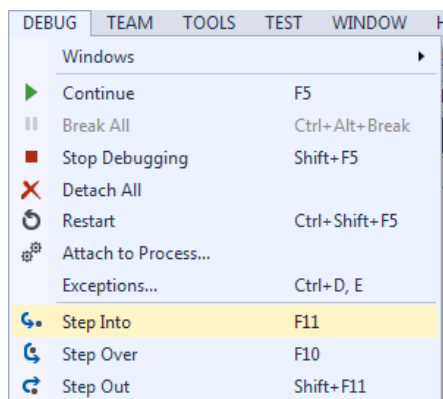 DEBUG TEAM TOOLS TEST WINDOW
Windows
Continue F5
Break All Ctrl+Alt+Break
Stop Debugging Shift+F5
Detach All
Restart Ctrl+Shift+F5
Attach to Process...
Exceptions... Ctrl+D, E
Step Into F11
Step Over F10
Step Out Shift+F11